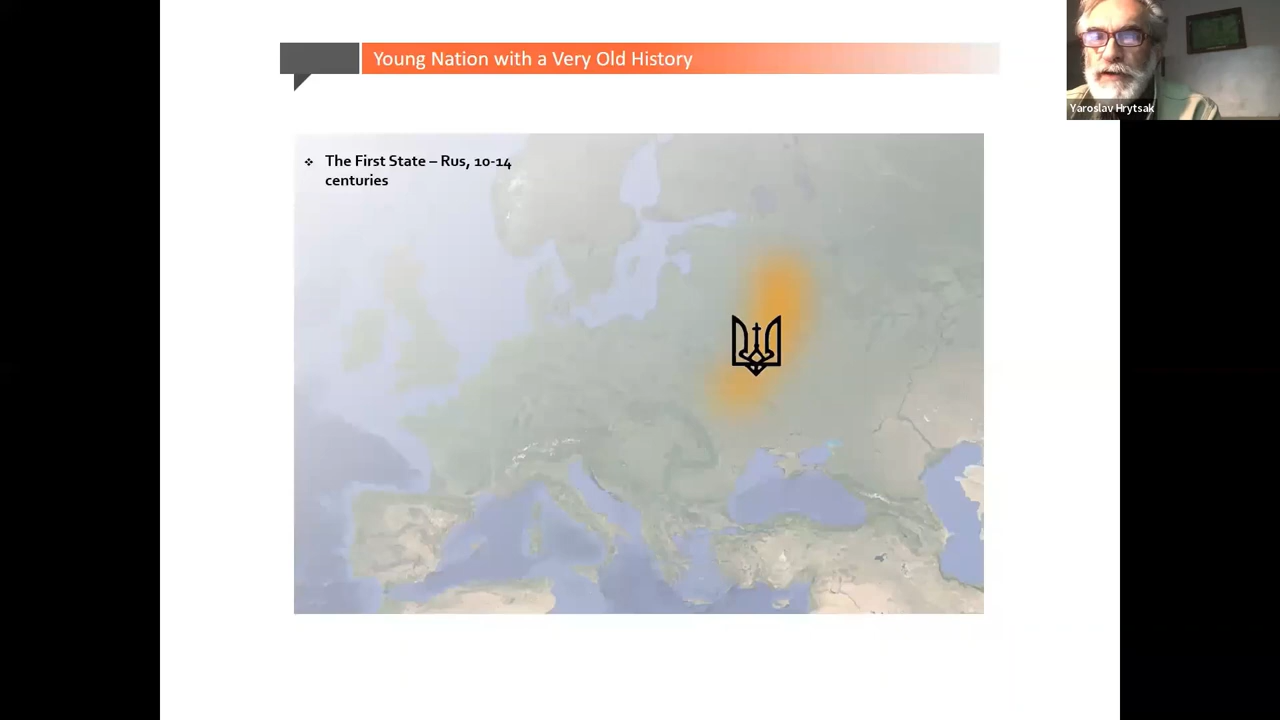 Young Nation with a Very Old History
Yaroslav Hrytsak
❖ The First State – Rus, 10-14
centuries